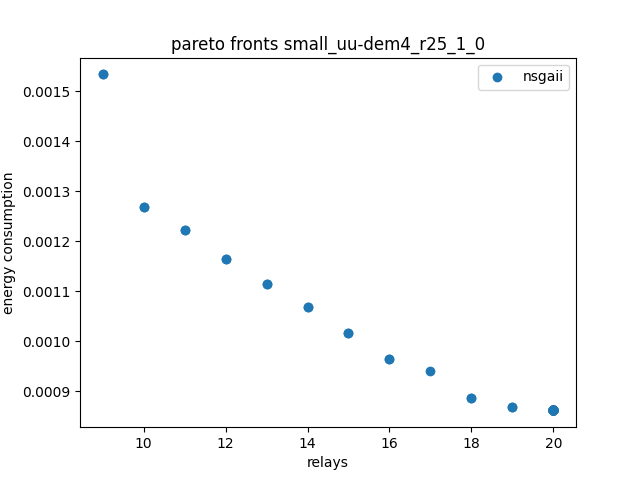 pareto fronts small_uu-dem4_r25_1_0
nsgaii
0.0015
0.0014
0.0013
0.0012
0.0011
0.0010
0.0009
energy consumption
10 12 14 16 18 20
relays